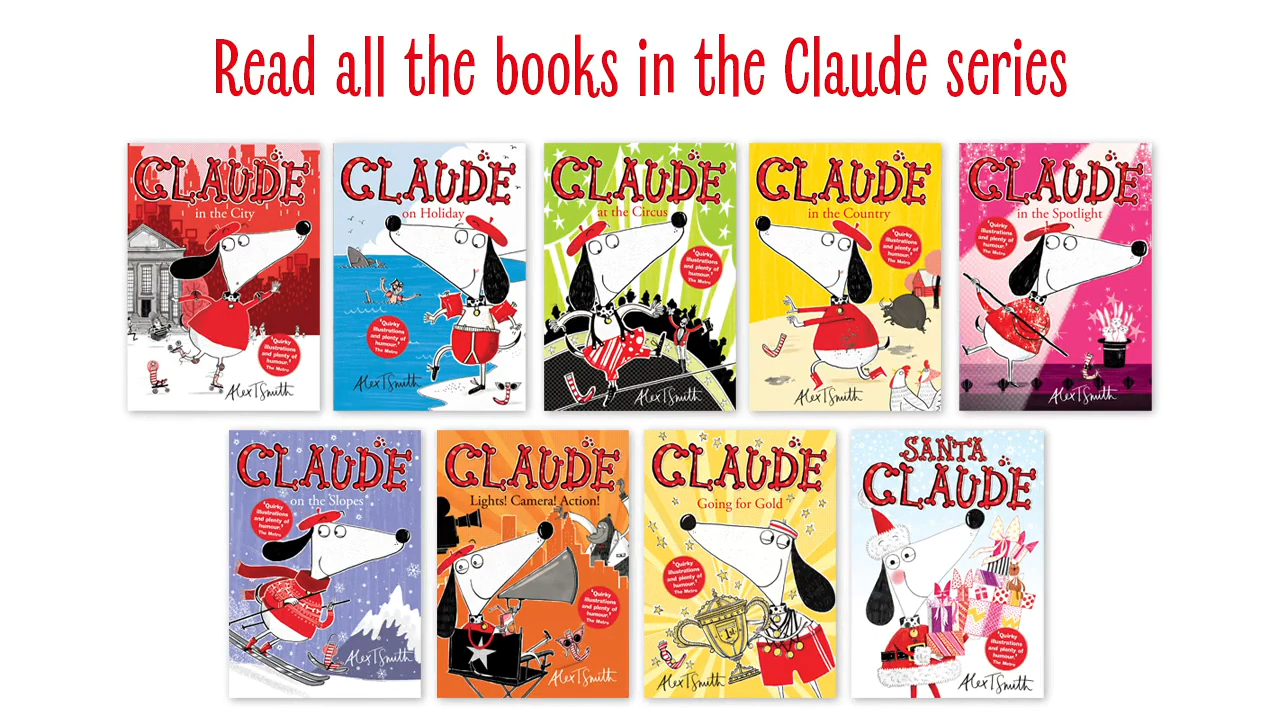 Read all the books in the Claude series
CLAUDE
in the City
'Quirky
illustrations
and plenty of
humour.'
The Metro
Alex T Smith
CLAUDE
on Holiday
'Quirky
illustrations
and plenty of
humour.'
The Metro
Alex T Smith
CLAUDE
at the Circus
'Quirky
illustrations
and plenty of
humour.'
The Metro
Alex T Smith
CLAUDE
in the Country
'Quirky
illustrations
and plenty of
humour.'
The Metro
Alex T Smith
CLAUDE
in the Spotlight
'Quirky
illustrations
and plenty of
humour.'
The Metro
Alex T Smith
CLAUDE
on the Slopes
'Quirky
illustrations
and plenty of
humour.'
The Metro
Alex T Smith
CLAUDE
Lights! Camera! Action!
'Quirky
illustrations
and plenty of
humour.'
The Metro
Alex T Smith
CLAUDE
Going for Gold
'Quirky
illustrations
and plenty of
humour.'
The Metro
1st
Alex T Smith
SANTA
CLAUDE
'Quirky
illustrations
and plenty of
humour.'
The Metro
Alex T Smith